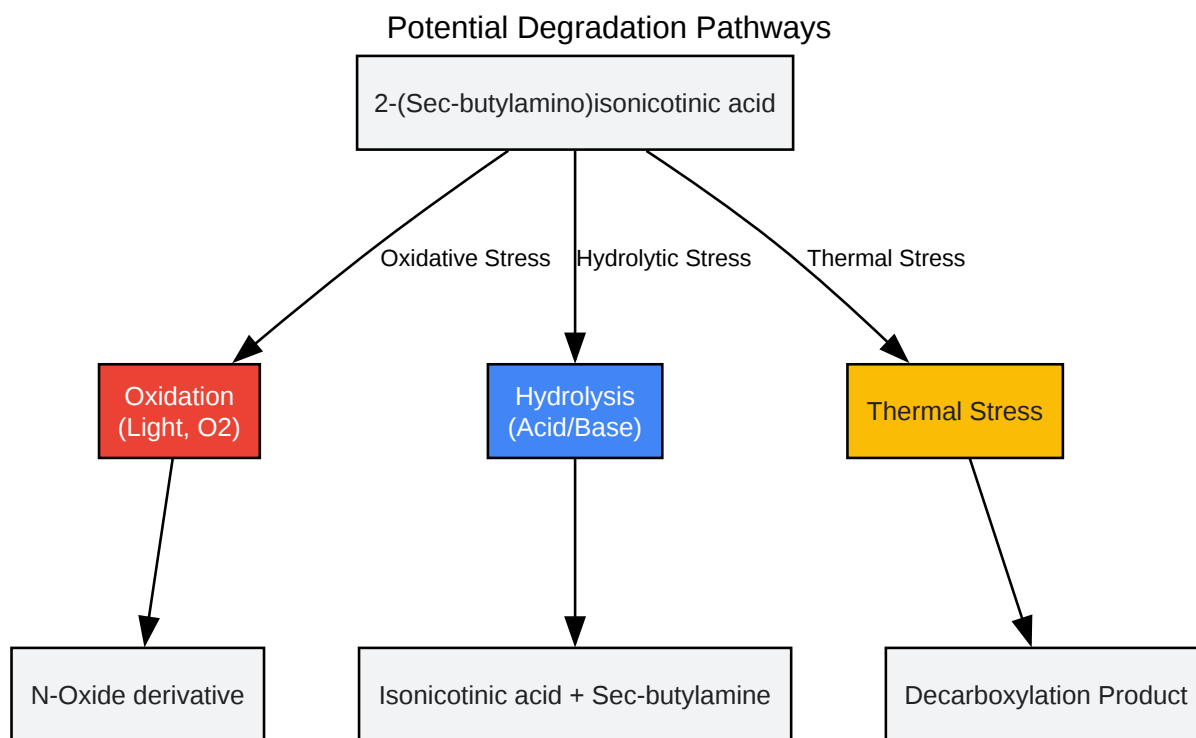 Potential Degradation Pathways
2-(Sec-butylamino)isonicotinic acid
Oxidative Stress
Hydrolytic Stress
Thermal Stress
Oxidation
(Light, O2)
Hydrolysis
(Acid/Base)
Thermal Stress
N-Oxide derivative
Isonicotinic acid + Sec-butylamine
Decarboxylation Product